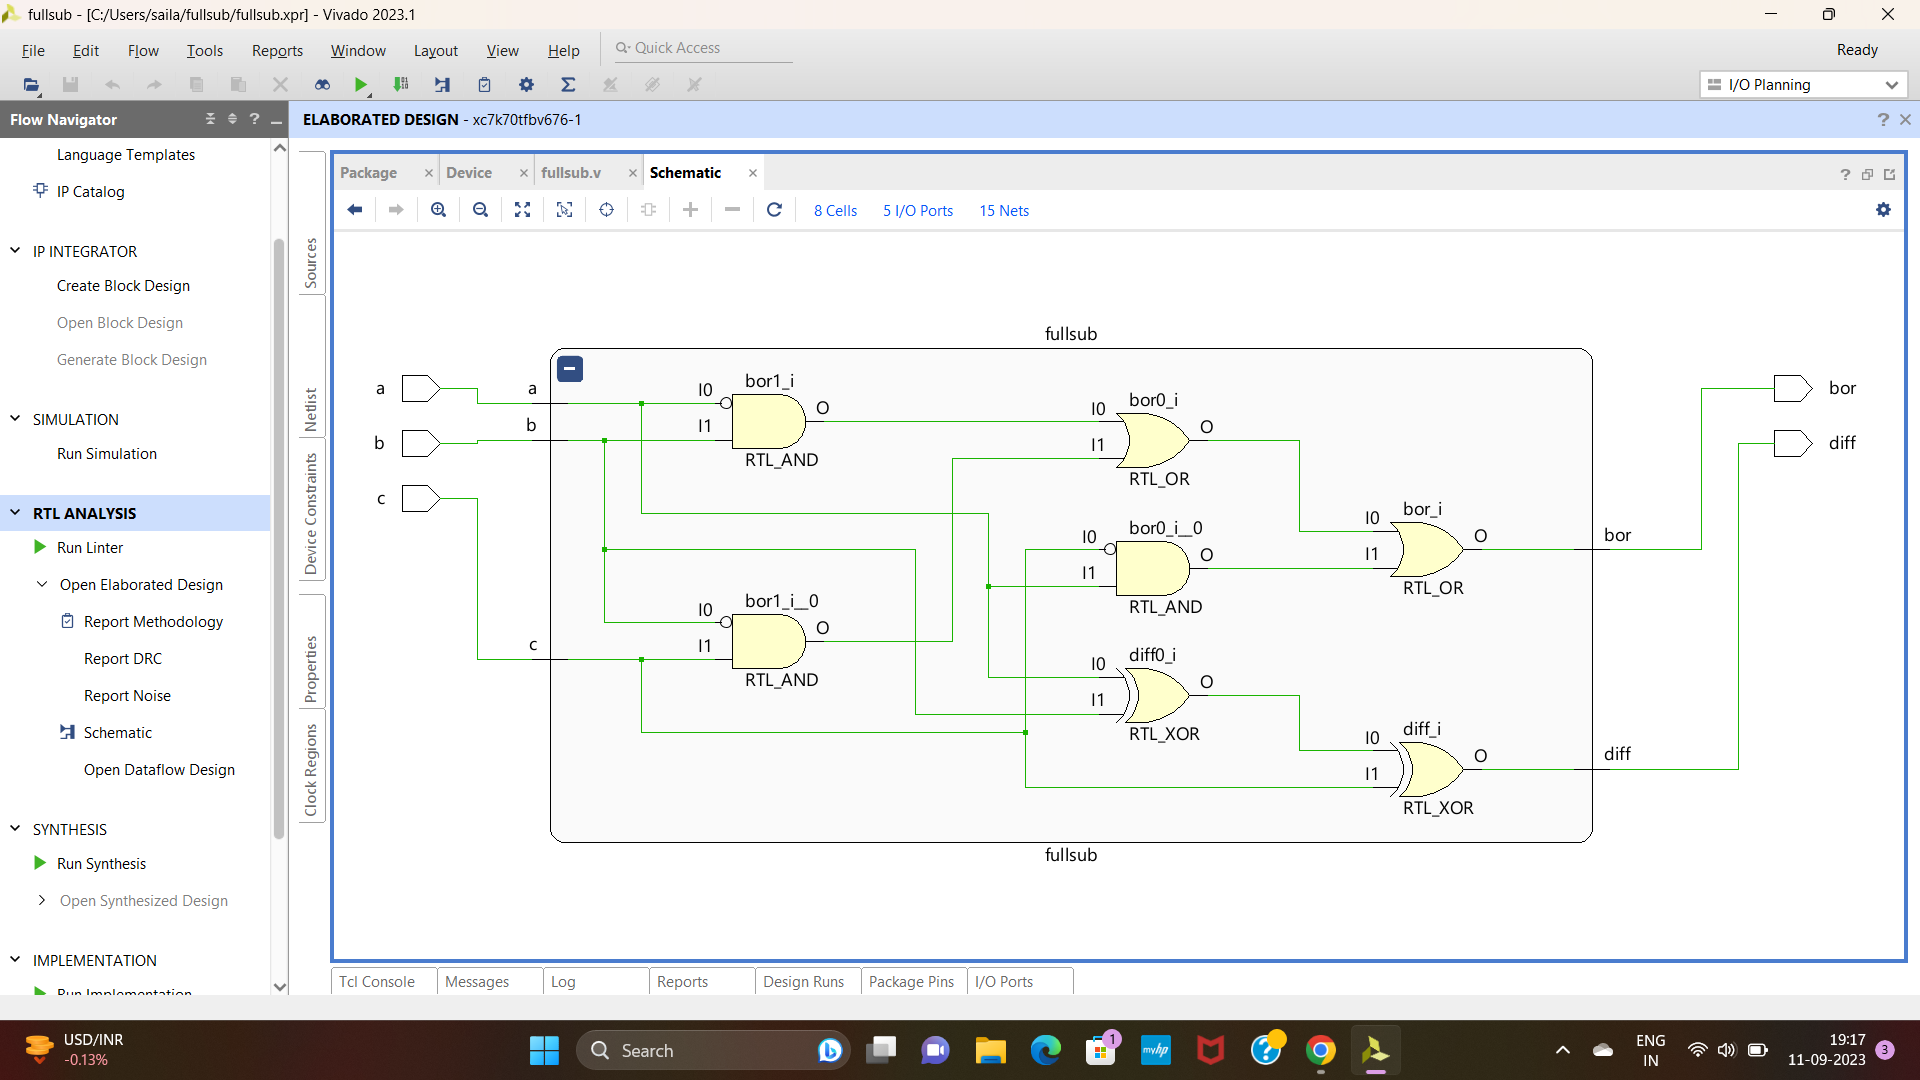 fullsub - [C:/Users/saila/fullsub/fullsub.xpr] - Vivado 2023.1
File Edit Flow Tools Reports Window Layout View Help Quick Access Ready
I/O Planning
Flow Navigator
ELABORATED DESIGN - xc7k70tfbv676-1
Language Templates
IP Catalog
IP INTEGRATOR
Create Block Design
Open Block Design
Generate Block Design
SIMULATION
Run Simulation
RTL ANALYSIS
Run Linter
Open Elaborated Design
Report Methodology
Report DRC
Report Noise
Schematic
Open Dataflow Design
SYNTHESIS
Run Synthesis
Open Synthesized Design
IMPLEMENTATION
Run Implementation
Sources
Netlist
Device Constraints
Properties
Clock Regions
Package Device fullsub.v Schematic
8 Cells 5 I/O Ports 15 Nets
fullsub
a a
b b
c c
bor1_i
I0
I1
O
RTL_AND
bor1_i__0
I0
I1
O
RTL_AND
bor0_i
I0
I1
O
RTL_OR
bor0_i__0
I0
I1
O
RTL_AND
diff0_i
I0
I1
O
RTL_XOR
bor_i
I0
I1
O
RTL_OR
diff_i
I0
I1
O
RTL_XOR
bor
diff
bor
diff
fullsub
Tcl Console Messages Log Reports Design Runs Package Pins I/O Ports
USD/INR
-0.13%
Search
1
myhp
ENG
IN
19:17
11-09-2023
3